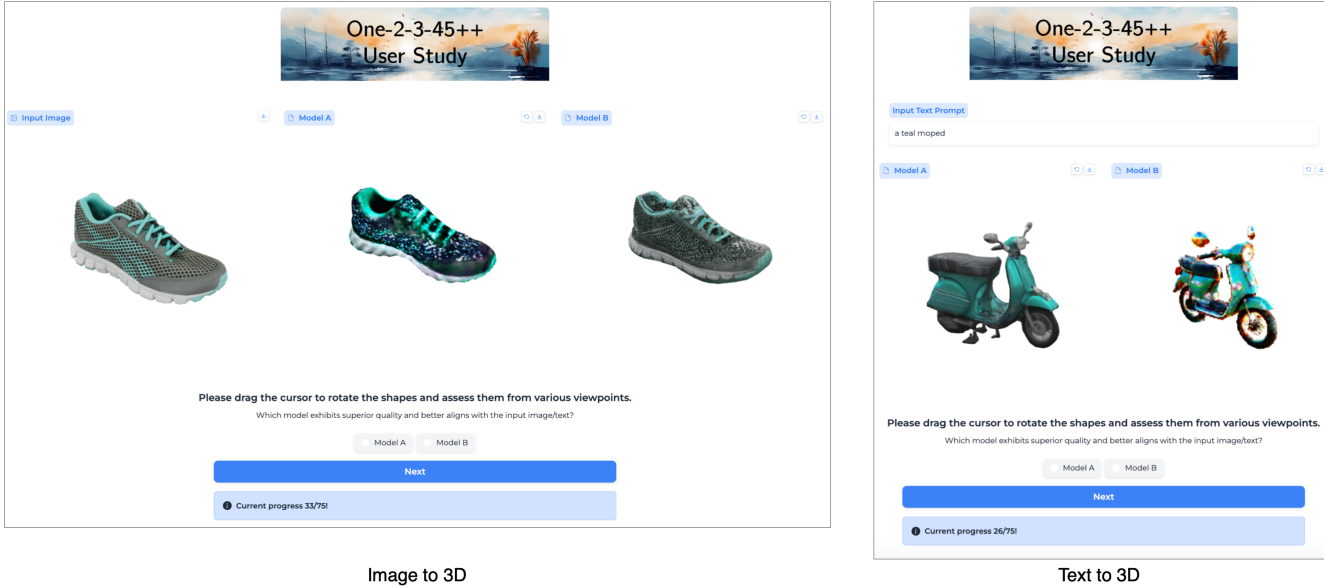 One-2-3-45++
User Study
Input Image
Model A
Model B
Please drag the cursor to rotate the shapes and assess them from various viewpoints.
Which model exhibits superior quality and better aligns with the input image/text?
Model A
Model B
Next
Current progress 33/75!
Image to 3D
One-2-3-45++
User Study
Input Text Prompt
a teal moped
Model A
Model B
Please drag the cursor to rotate the shapes and assess them from various viewpoints.
Which model exhibits superior quality and better aligns with the input image/text?
Model A
Model B
Next
Current progress 26/75!
Text to 3D